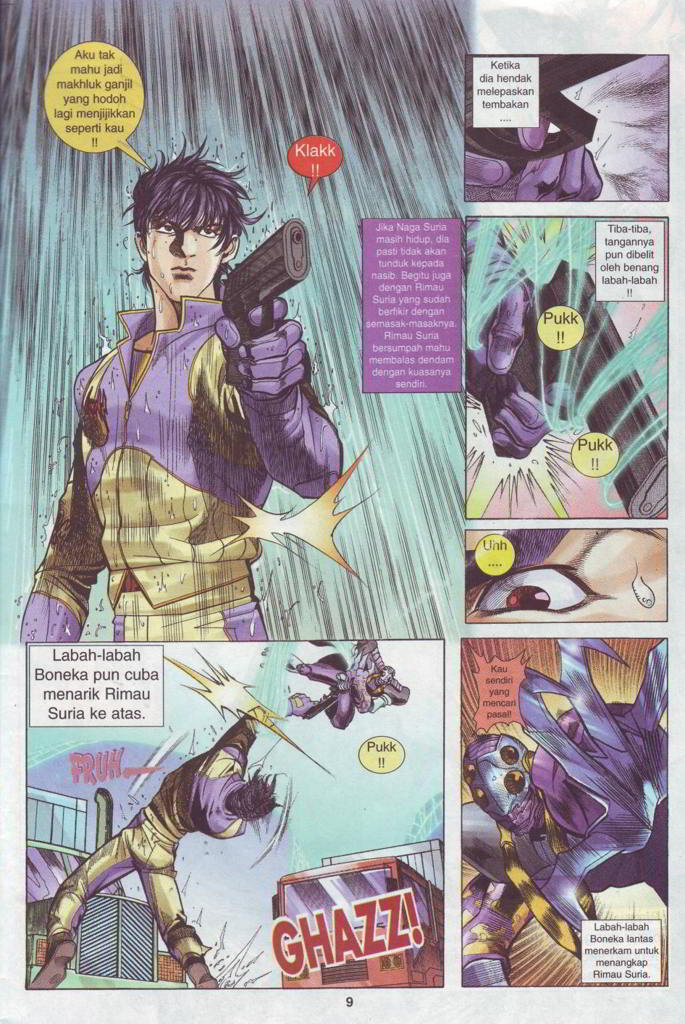 Aku tak
mahu jadi
makhluk ganjil
yang hodoh
lagi menjijikkan
seperti kau
!!
Klakk
!!
Jika Naga Suria
masih hidup, dia
pasti tidak akan
tunduk kepada
nasib. Begitu juga
dengan Rimau
Suria yang sudah
berfikir dengan
semasak-masaknya.
Rimau Suria
bersumpah mahu
membalas dendam
dengan kuasanya
sendiri.
Ketika
dia hendak
melepaskan
tembakan
....
Tiba-tiba,
tangannya
pun dibelit
oleh benang
labah-labah
!!
Pukk
!!
Pukk
!!
Uhh
....
Labah-labah
Boneka pun cuba
menarik Rimau
Suria ke atas.
FRUH
Pukk
!!
GHAZZ!
Kau
sendiri
yang
mencari
pasal!
Labah-labah
Boneka lantas
menerkam untuk
menangkap
Rimau Suria.
9